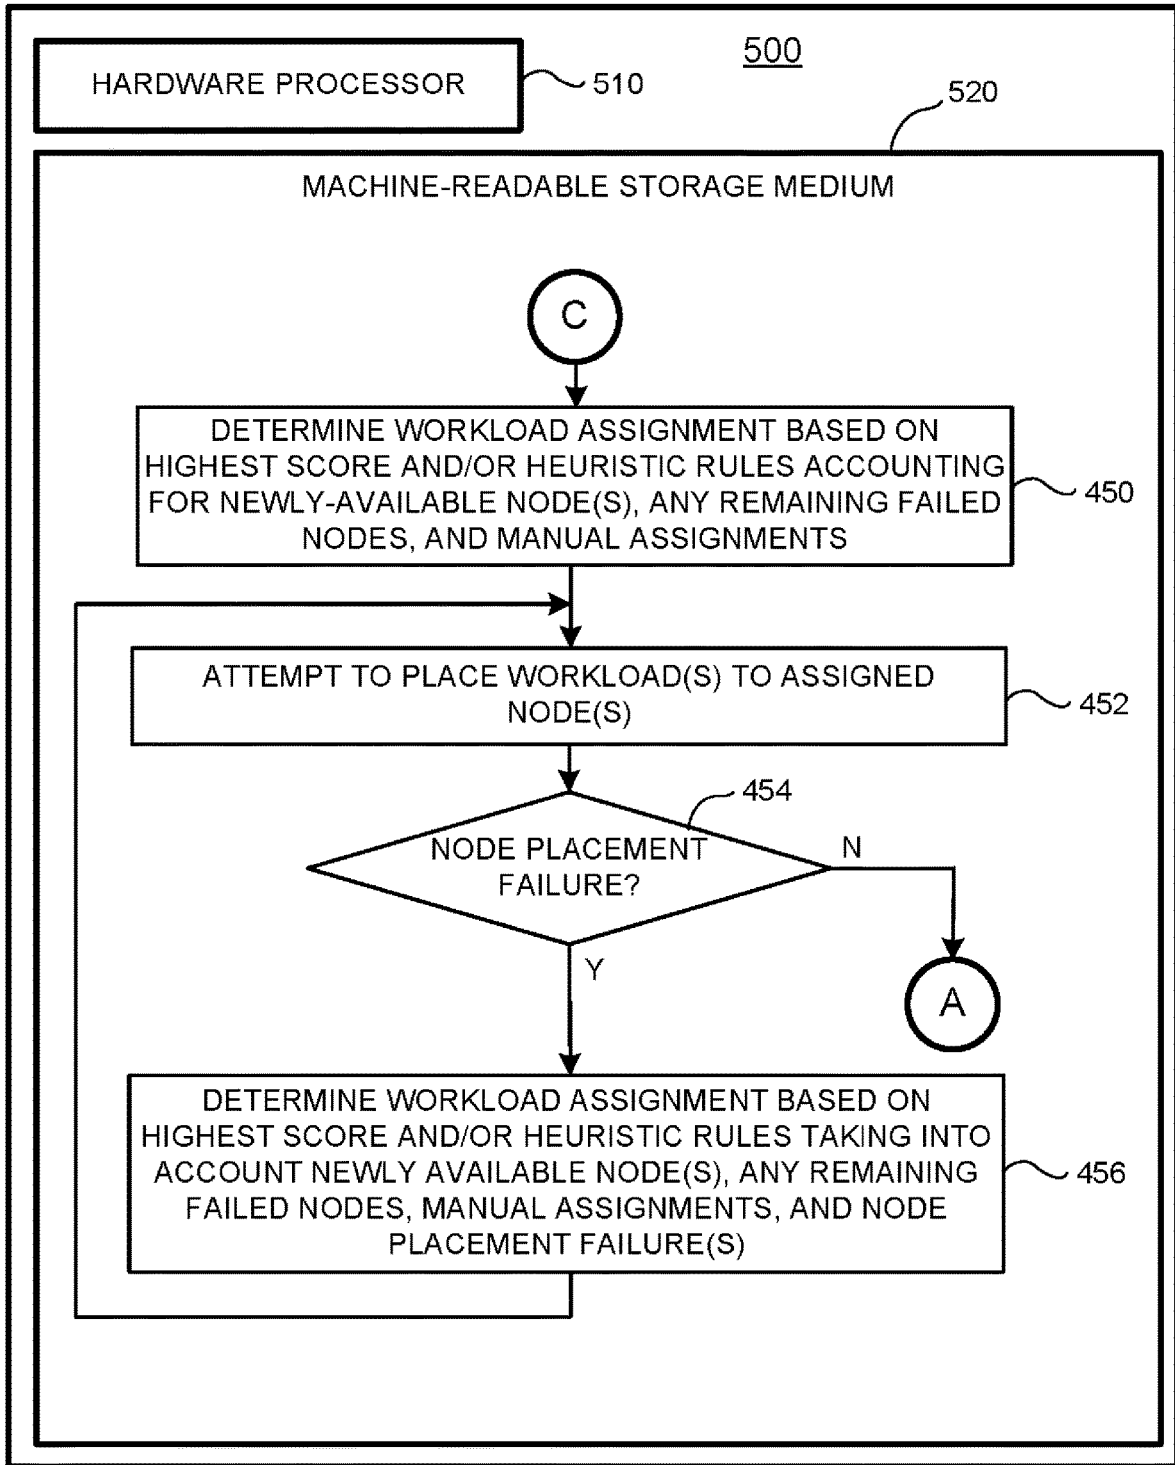 500
HARDWARE PROCESSOR
510
520
MACHINE-READABLE STORAGE MEDIUM
C
DETERMINE WORKLOAD ASSIGNMENT BASED ON
HIGHEST SCORE AND/OR HEURISTIC RULES ACCOUNTING
FOR NEWLY-AVAILABLE NODE(S), ANY REMAINING FAILED
NODES, AND MANUAL ASSIGNMENTS
450
ATTEMPT TO PLACE WORKLOAD(S) TO ASSIGNED
NODE(S)
452
454
NODE PLACEMENT
FAILURE?
N
Y
A
DETERMINE WORKLOAD ASSIGNMENT BASED ON
HIGHEST SCORE AND/OR HEURISTIC RULES TAKING INTO
ACCOUNT NEWLY AVAILABLE NODE(S), ANY REMAINING
FAILED NODES, MANUAL ASSIGNMENTS, AND NODE
PLACEMENT FAILURE(S)
456